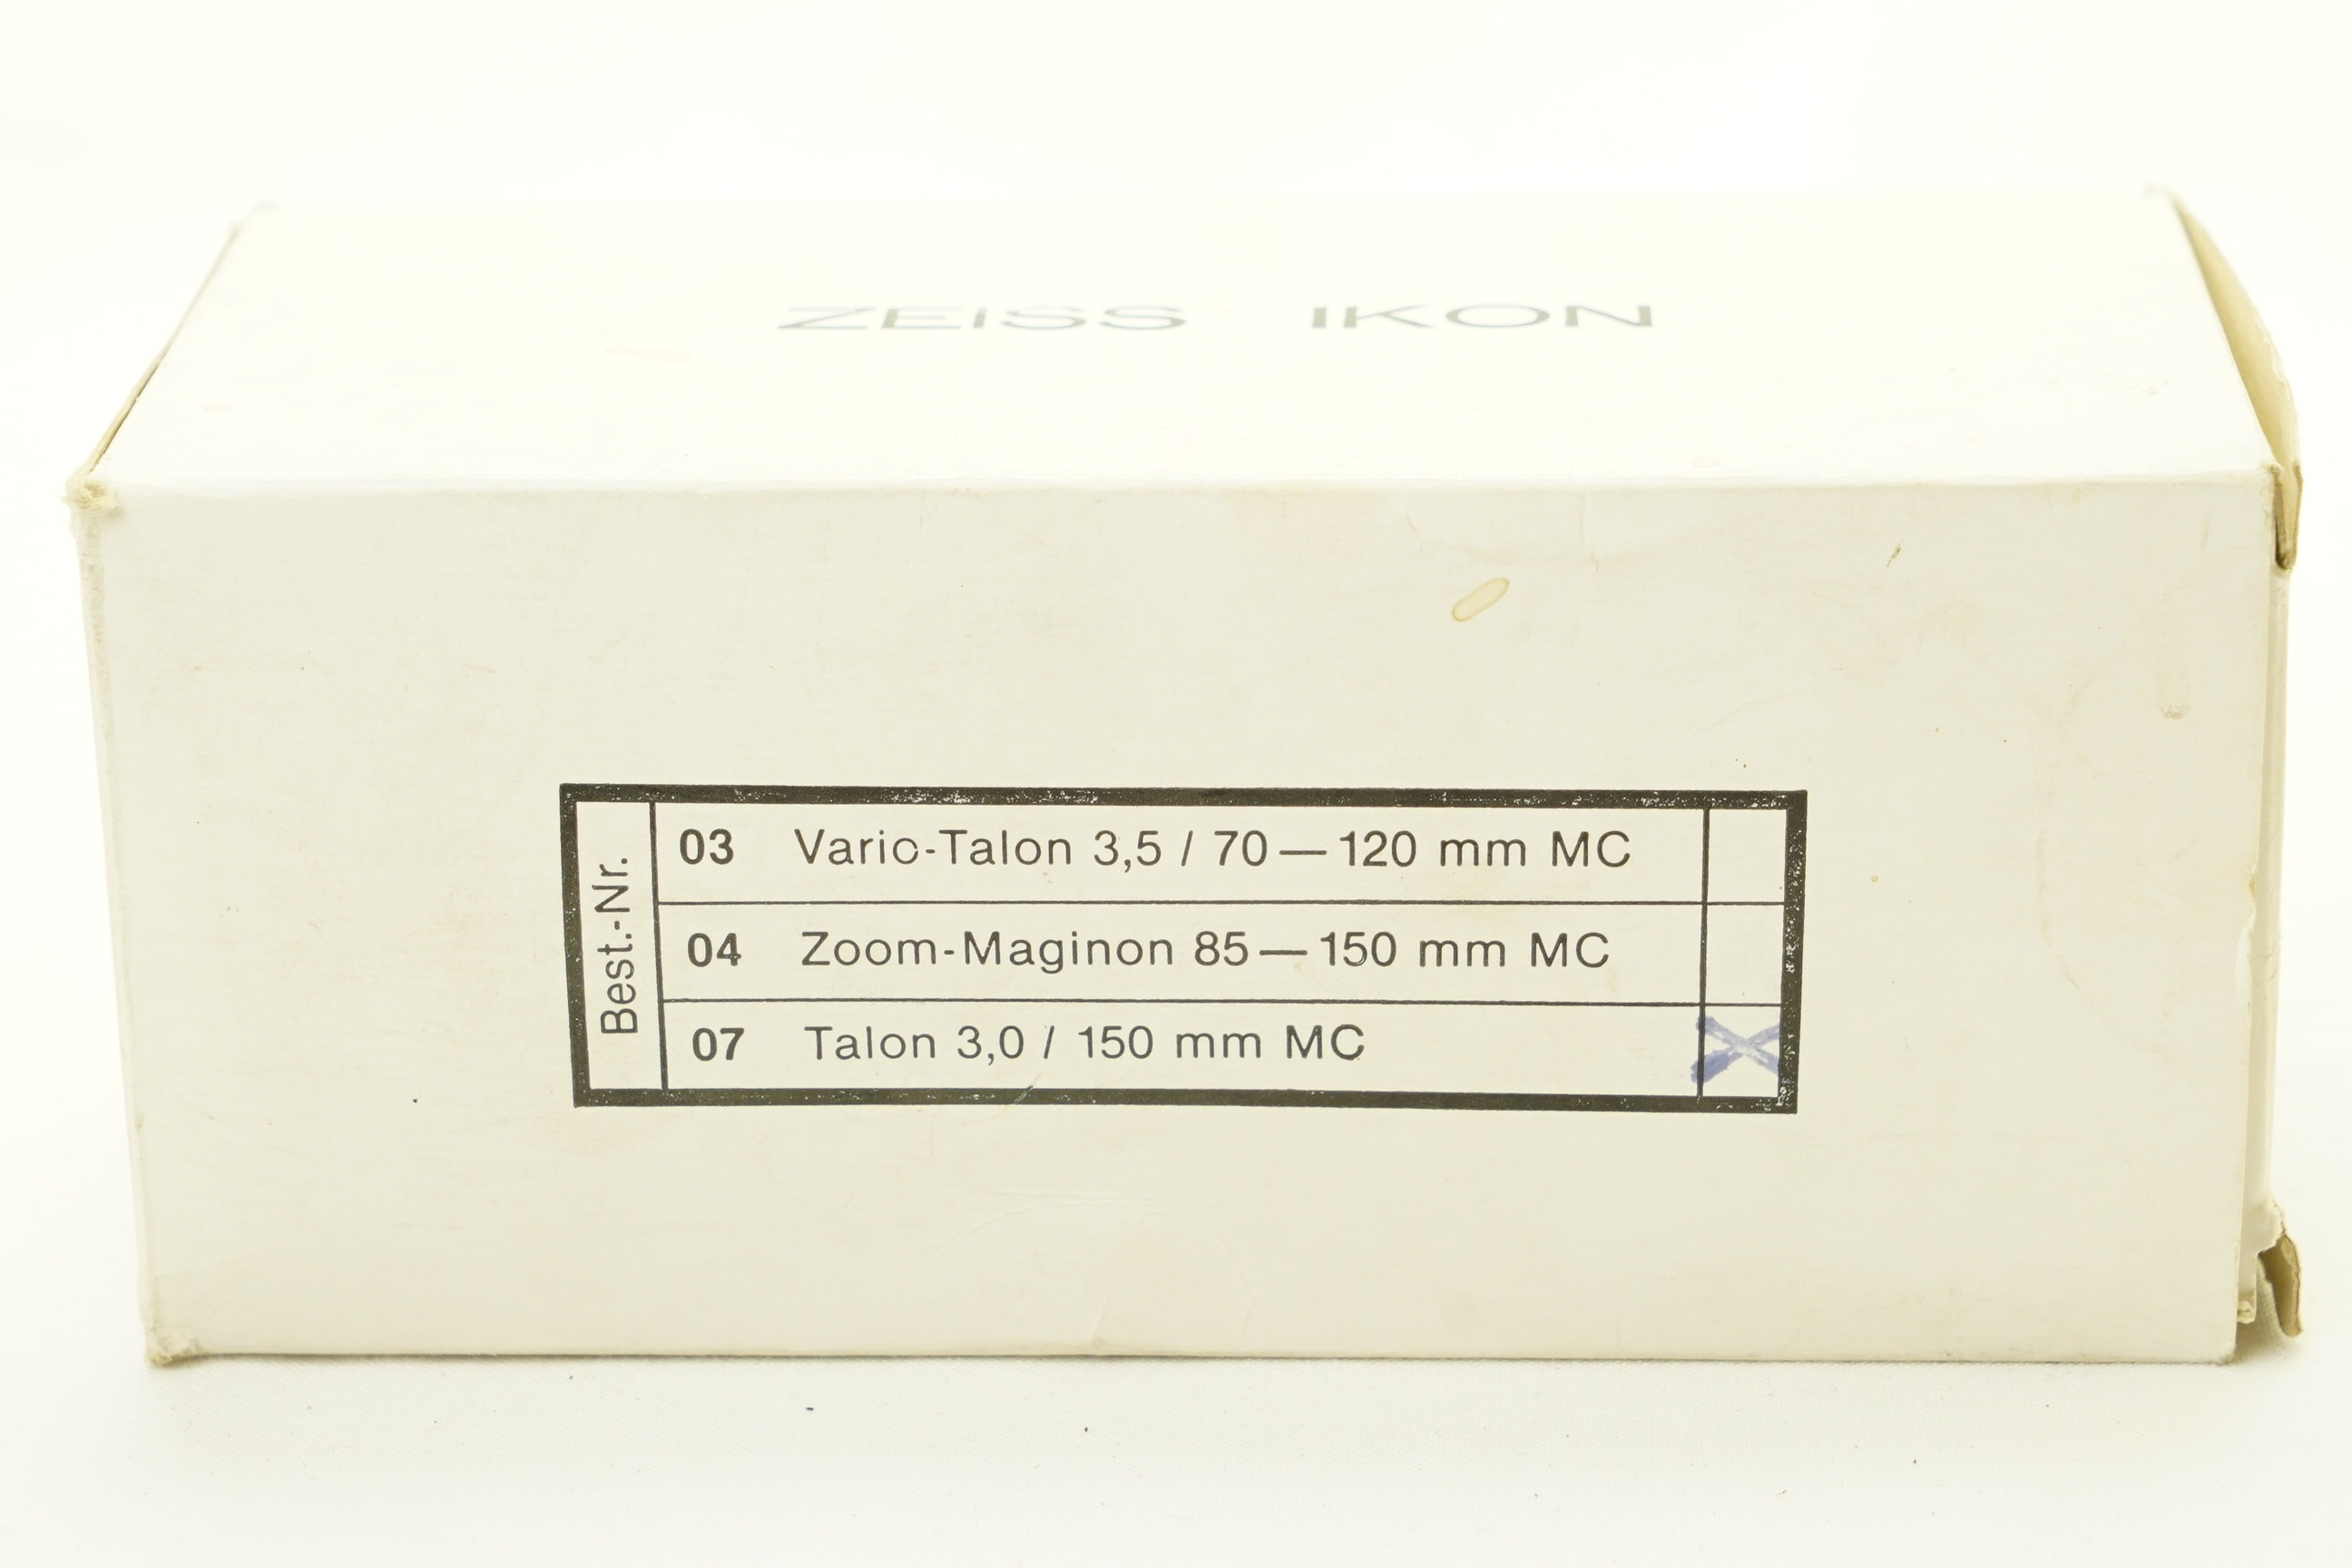 ZEISS IKON
Best.-Nr.
03 Vario-Talon 3,5 / 70—120 mm MC
04 Zoom-Maginon 85—150 mm MC
07 Talon 3,0 / 150 mm MC X